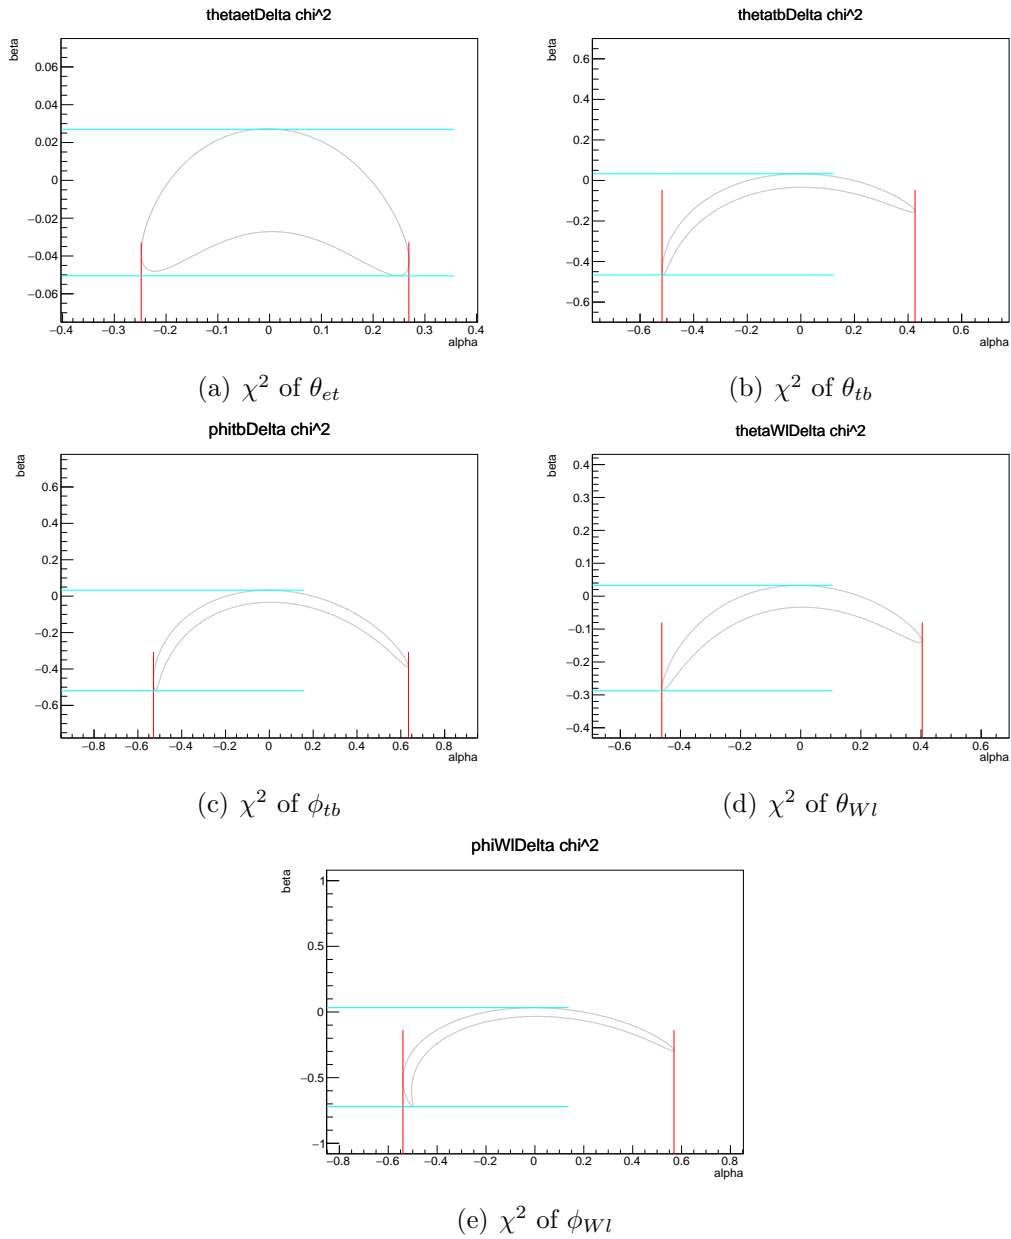 thetaetDelta chi^2
beta
0.06
0.04
0.02
0
−0.02
−0.04
−0.06
−0.4 −0.3 −0.2 −0.1 0 0.1 0.2 0.3 0.4
alpha
(a) χ² of θ_et
thetatbDelta chi^2
beta
0.6
0.4
0.2
0
−0.2
−0.4
−0.6
−0.6 −0.4 −0.2 0 0.2 0.4 0.6
alpha
(b) χ² of θ_tb
phitbDelta chi^2
beta
0.6
0.4
0.2
0
−0.2
−0.4
−0.6
−0.8 −0.6 −0.4 −0.2 0 0.2 0.4 0.6 0.8
alpha
(c) χ² of ϕ_tb
thetaWlDelta chi^2
beta
0.4
0.3
0.2
0.1
0
−0.1
−0.2
−0.3
−0.4
−0.6 −0.4 −0.2 0 0.2 0.4 0.6
alpha
(d) χ² of θ_Wl
phiWlDelta chi^2
beta
1
0.5
0
−0.5
−1
−0.8 −0.6 −0.4 −0.2 0 0.2 0.4 0.6 0.8
alpha
(e) χ² of ϕ_Wl